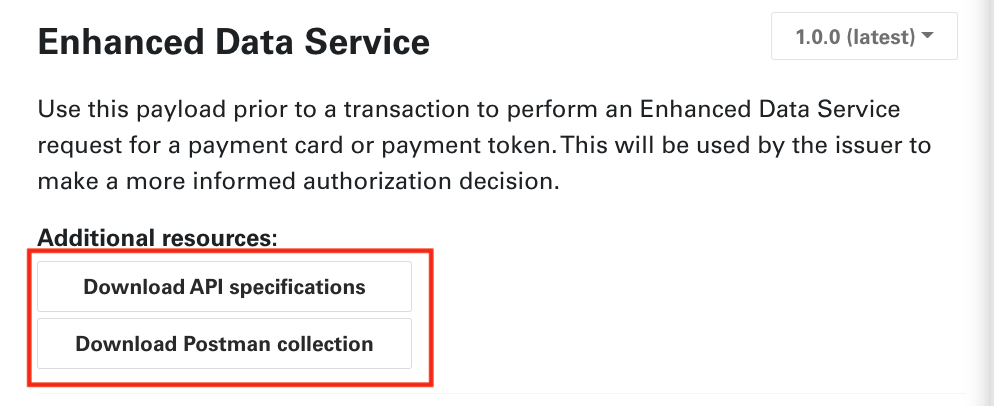 Enhanced Data Service
1.0.0 (latest)
Use this payload prior to a transaction to perform an Enhanced Data Service
request for a payment card or payment token. This will be used by the issuer to
make a more informed authorization decision.
Additional resources:
Download API specifications
Download Postman collection